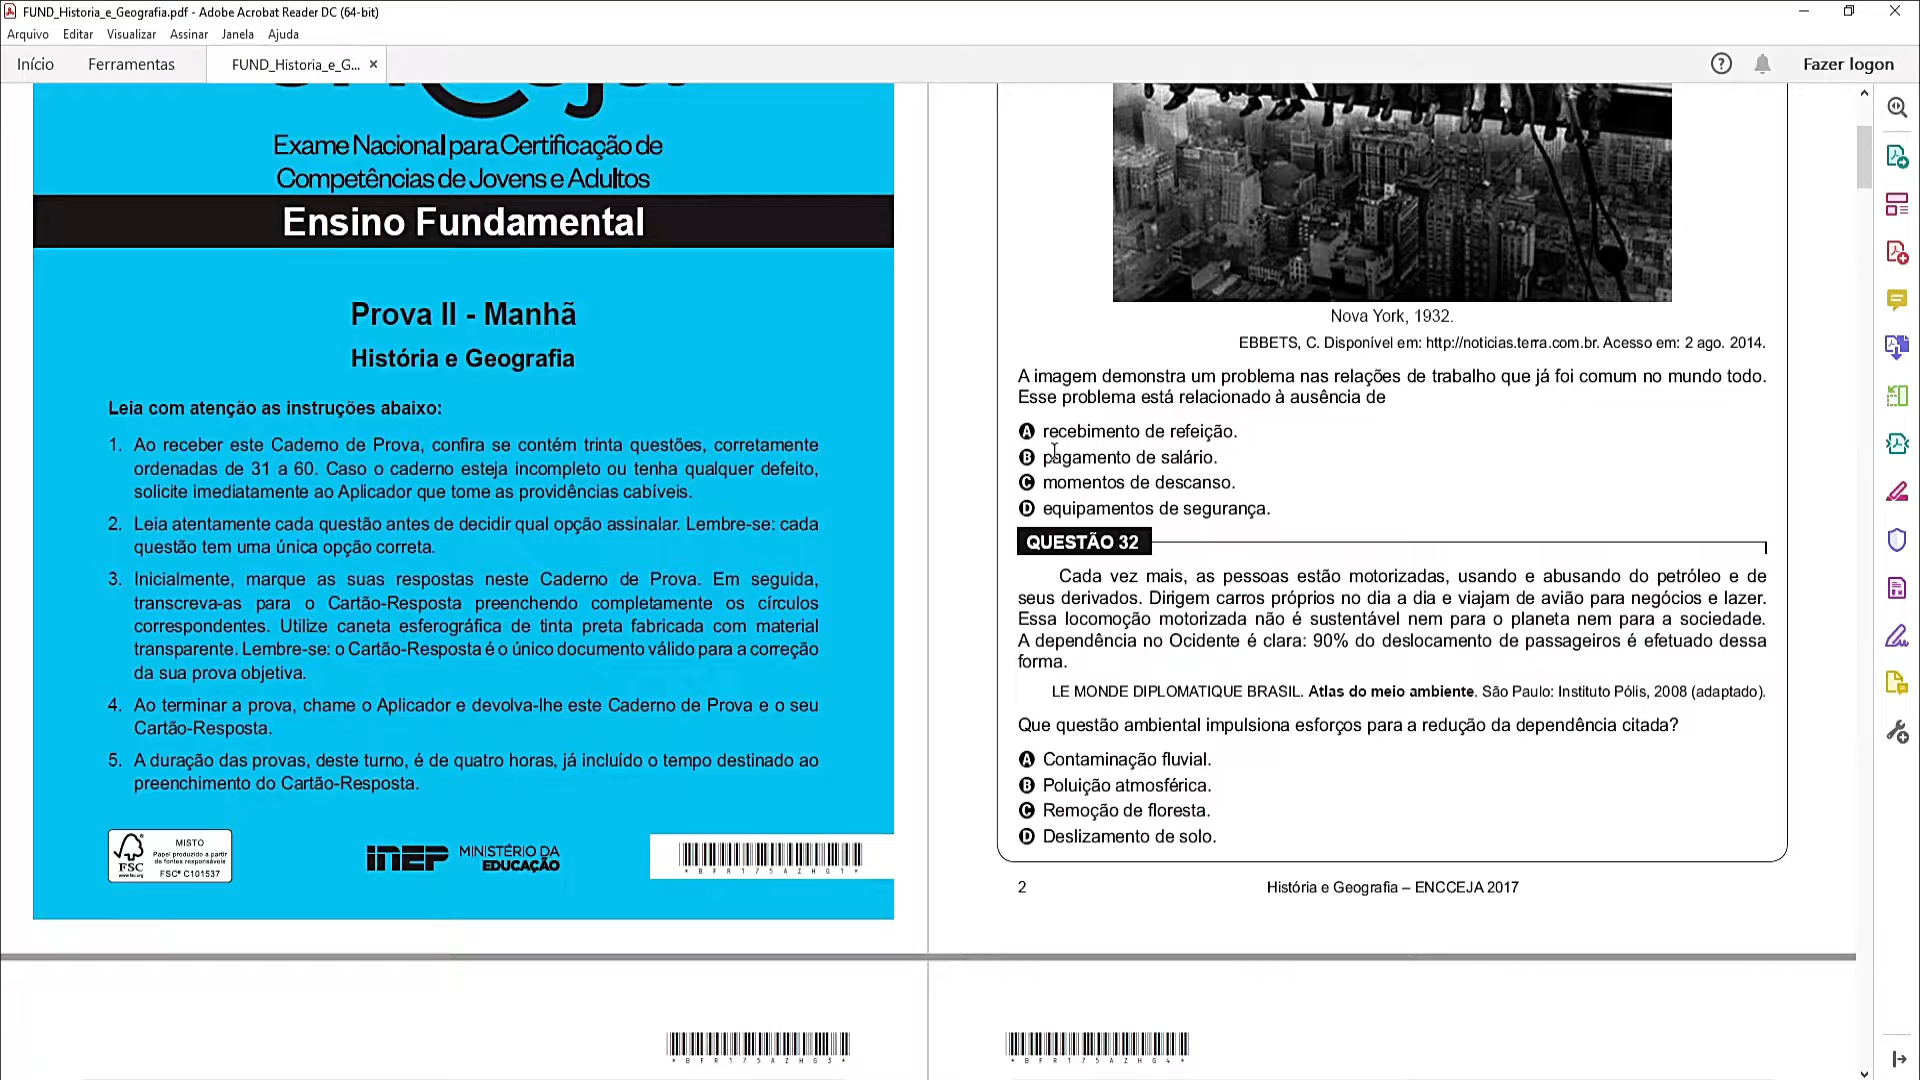 FUND_Historia_e_Geografia.pdf - Adobe Acrobat Reader DC (64-bit)
Arquivo Editar Visualizar Assinar Janela Ajuda
Início Ferramentas FUND_Historia_e_G... × Fazer logon
Exame Nacional para Certificação de
Competências de Jovens e Adultos
Ensino Fundamental
Prova II - Manhã
História e Geografia
Leia com atenção as instruções abaixo:
1. Ao receber este Caderno de Prova, confira se contém trinta questões, corretamente
ordenadas de 31 a 60. Caso o caderno esteja incompleto ou tenha qualquer defeito,
solicite imediatamente ao Aplicador que tome as providências cabíveis.
2. Leia atentamente cada questão antes de decidir qual opção assinalar. Lembre-se: cada
questão tem uma única opção correta.
3. Inicialmente, marque as suas respostas neste Caderno de Prova. Em seguida,
transcreva-as para o Cartão-Resposta preenchendo completamente os círculos
correspondentes. Utilize caneta esferográfica de tinta preta fabricada com material
transparente. Lembre-se: o Cartão-Resposta é o único documento válido para a correção
da sua prova objetiva.
4. Ao terminar a prova, chame o Aplicador e devolva-lhe este Caderno de Prova e o seu
Cartão-Resposta.
5. A duração das provas, deste turno, é de quatro horas, já incluído o tempo destinado ao
preenchimento do Cartão-Resposta.
FSC
www.fsc.org
MISTO
Papel produzido a partir
de fontes responsáveis
FSC® C101537
inep MINISTÉRIO DA
EDUCAÇÃO
*BFR175AZHG1*
Nova York, 1932.
EBBETS, C. Disponível em: http://noticias.terra.com.br. Acesso em: 2 ago. 2014.
A imagem demonstra um problema nas relações de trabalho que já foi comum no mundo todo.
Esse problema está relacionado à ausência de
A recebimento de refeição.
B pagamento de salário.
C momentos de descanso.
D equipamentos de segurança.
QUESTÃO 32
Cada vez mais, as pessoas estão motorizadas, usando e abusando do petróleo e de
seus derivados. Dirigem carros próprios no dia a dia e viajam de avião para negócios e lazer.
Essa locomoção motorizada não é sustentável nem para o planeta nem para a sociedade.
A dependência no Ocidente é clara: 90% do deslocamento de passageiros é efetuado dessa
forma.
LE MONDE DIPLOMATIQUE BRASIL. Atlas do meio ambiente. São Paulo: Instituto Pólis, 2008 (adaptado).
Que questão ambiental impulsiona esforços para a redução da dependência citada?
A Contaminação fluvial.
B Poluição atmosférica.
C Remoção de floresta.
D Deslizamento de solo.
2 História e Geografia – ENCCEJA 2017
*BFR175AZHG3*
*BFR175AZHG4*